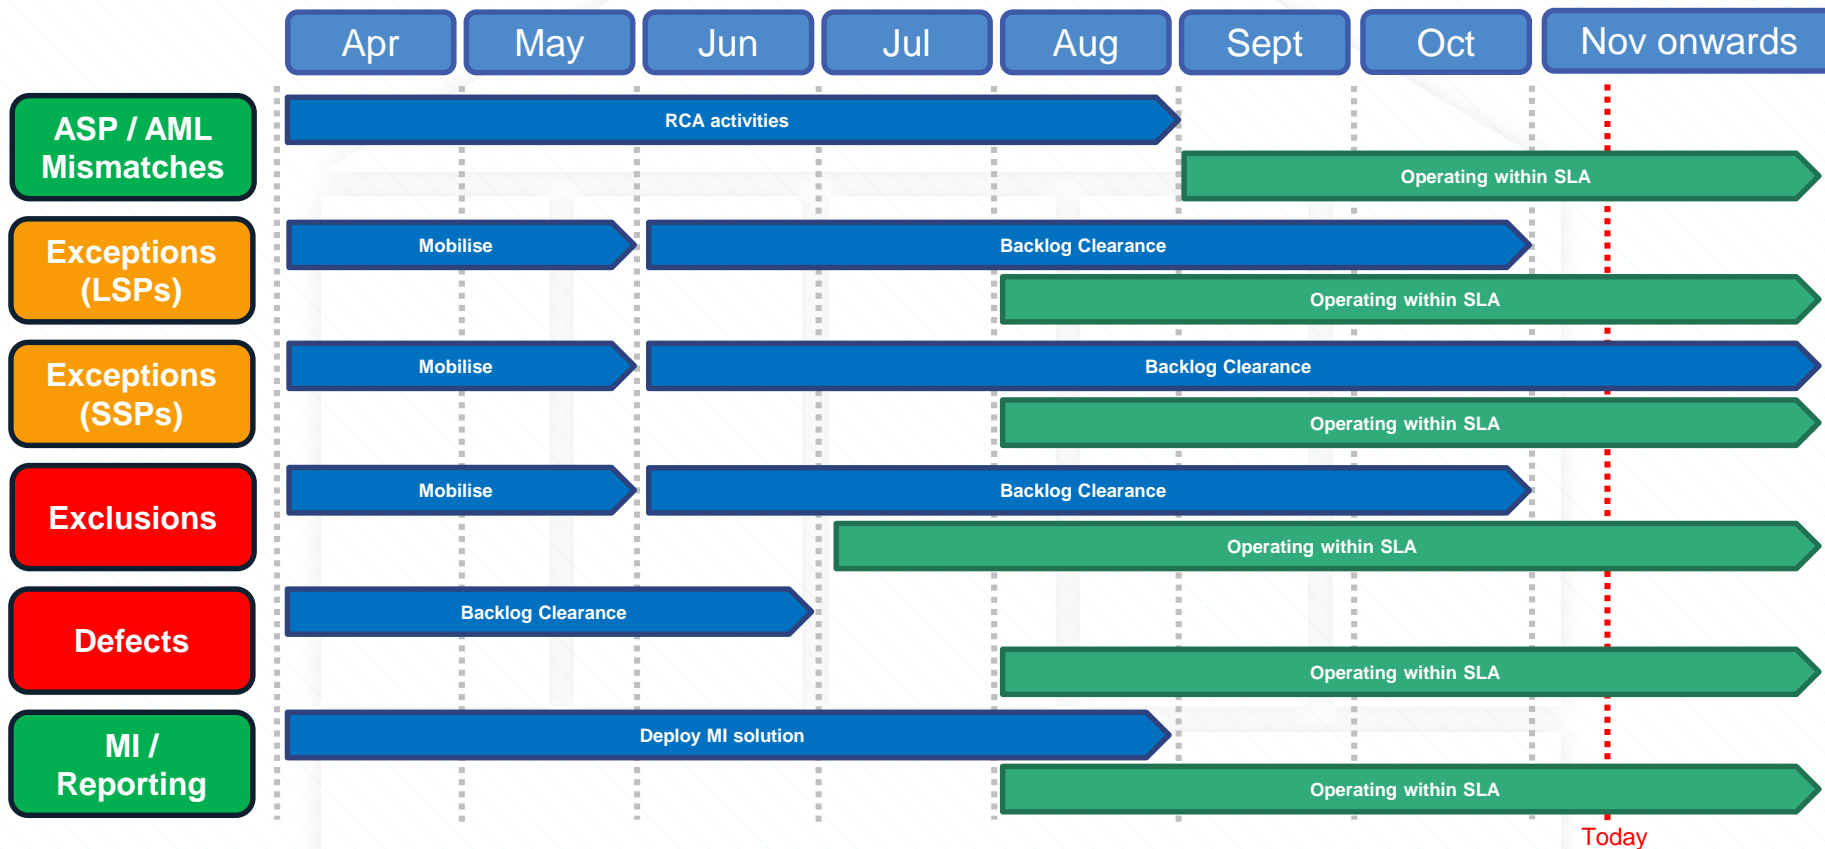 Apr
May
Jun
Jul
Aug
Sept
Oct
Nov onwards
ASP / AML
Mismatches
RCA activities
Operating within SLA
Exceptions
(LSPs)
Mobilise
Backlog Clearance
Operating within SLA
Exceptions
(SSPs)
Mobilise
Backlog Clearance
Operating within SLA
Exclusions
Mobilise
Backlog Clearance
Operating within SLA
Defects
Backlog Clearance
Operating within SLA
MI /
Reporting
Deploy MI solution
Operating within SLA
Today